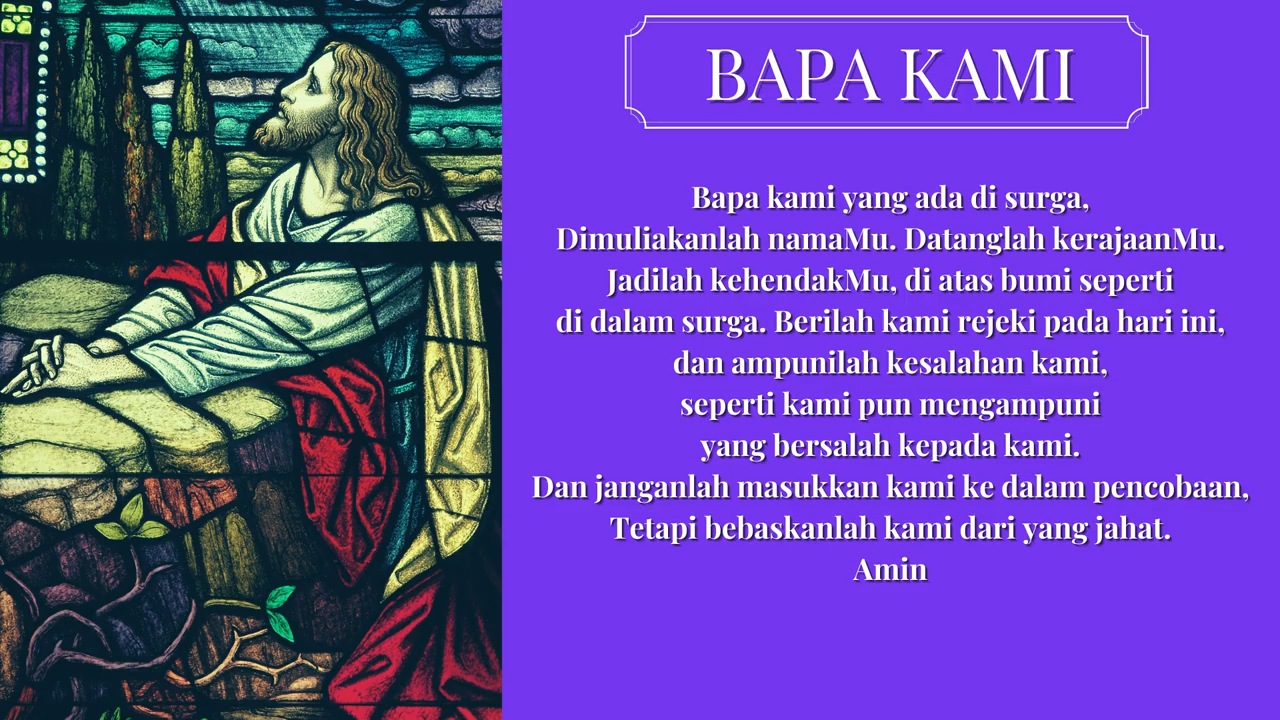 BAPA KAMI
Bapa kami yang ada di surga,
Dimuliakanlah namaMu. Datanglah kerajaanMu.
Jadilah kehendakMu, di atas bumi seperti
di dalam surga. Berilah kami rejeki pada hari ini,
dan ampunilah kesalahan kami,
seperti kami pun mengampuni
yang bersalah kepada kami.
Dan janganlah masukkan kami ke dalam pencobaan,
Tetapi bebaskanlah kami dari yang jahat.
Amin